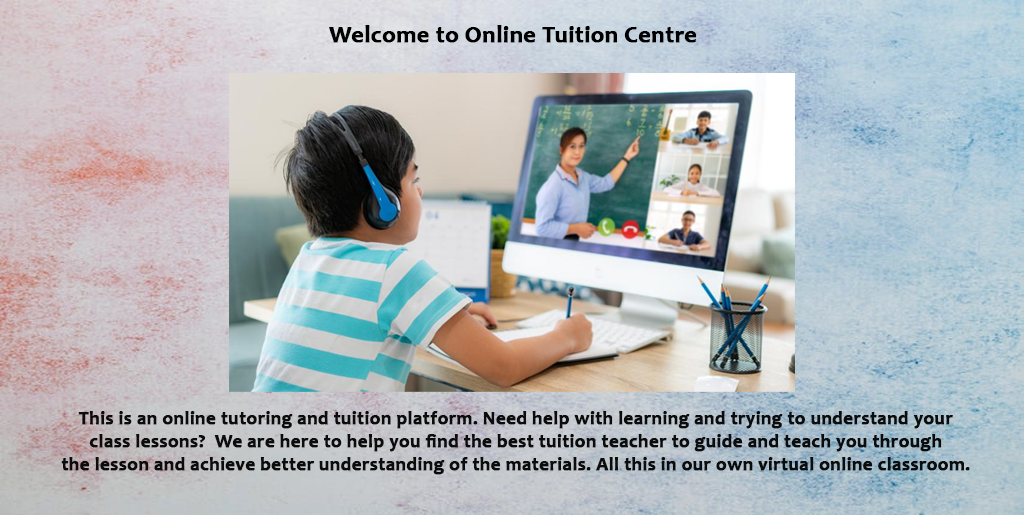 Welcome to Online Tuition Centre
04
This is an online tutoring and tuition platform. Need help with learning and trying to understand your
class lessons?  We are here to help you find the best tuition teacher to guide and teach you through
the lesson and achieve better understanding of the materials. All this in our own virtual online classroom.